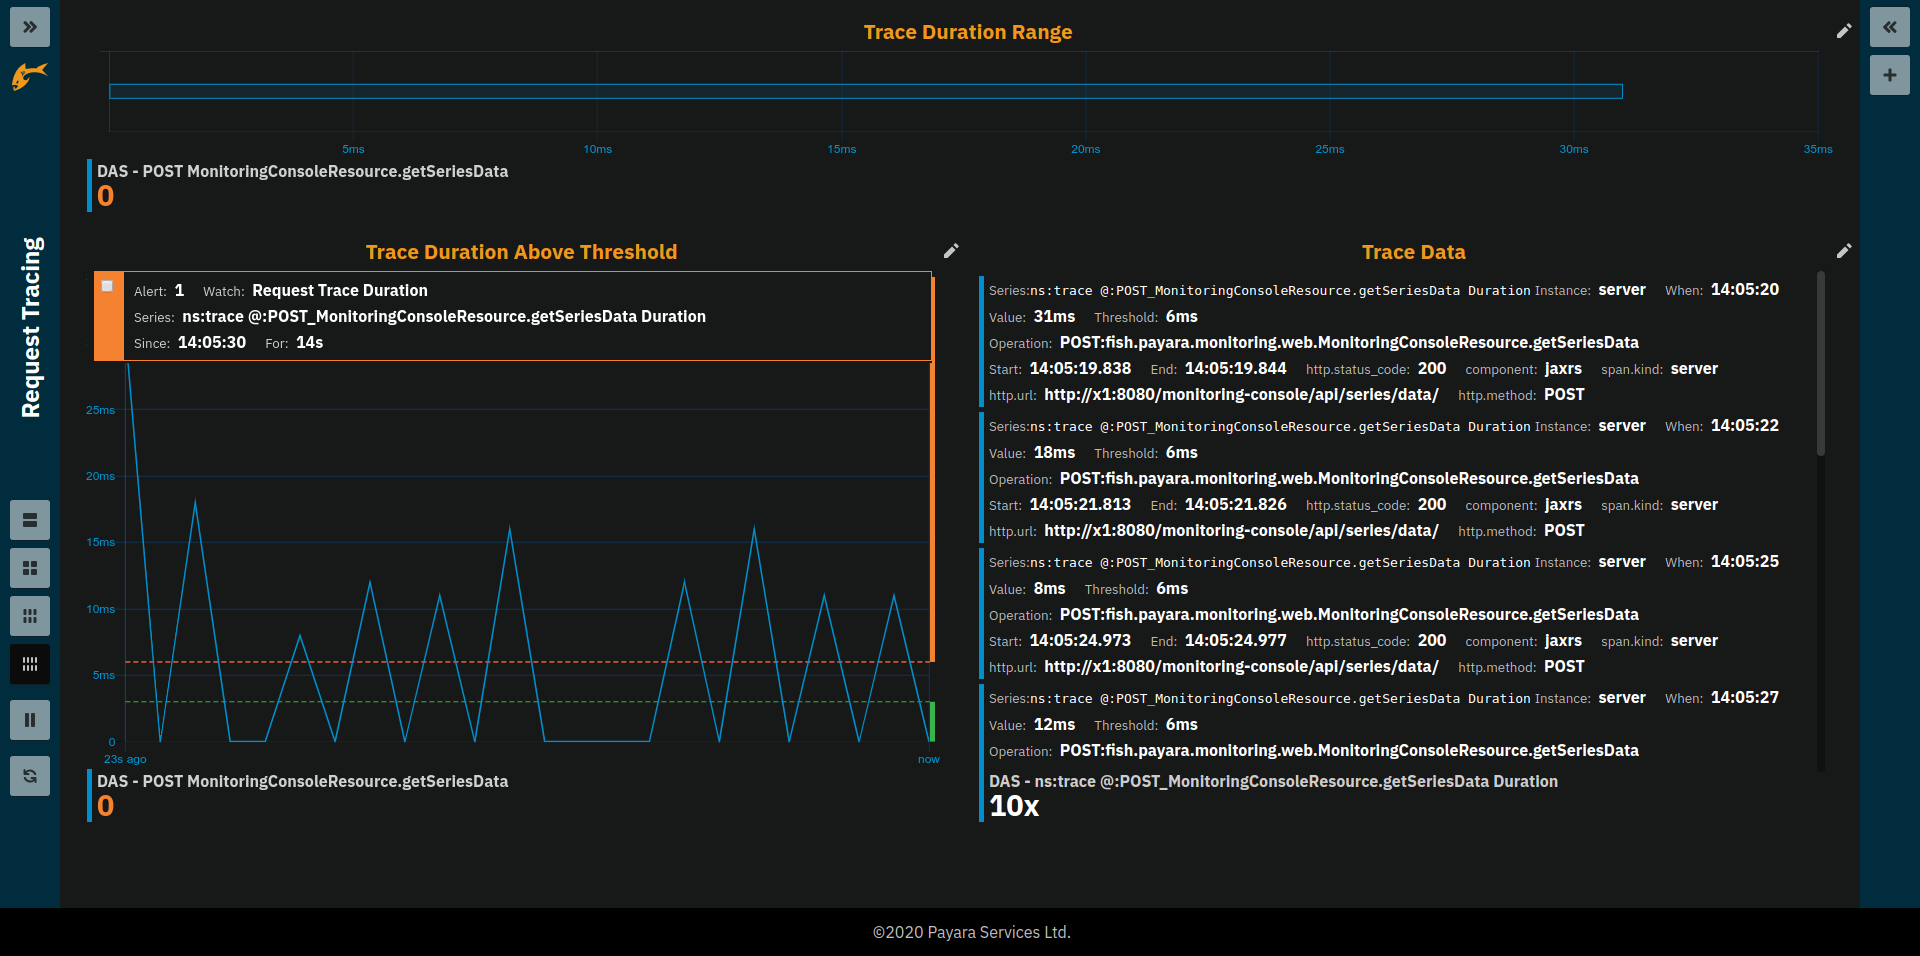 Request Tracing
Trace Duration Range
5ms 10ms 15ms 20ms 25ms 30ms 35ms
DAS - POST MonitoringConsoleResource.getSeriesData
0
Trace Duration Above Threshold
Alert: 1 Watch: Request Trace Duration
Series: ns:trace @:POST_MonitoringConsoleResource.getSeriesData Duration
Since: 14:05:30 For: 14s
25ms
20ms
15ms
10ms
5ms
0
23s ago now
DAS - POST MonitoringConsoleResource.getSeriesData
0
Trace Data
Series:ns:trace @:POST_MonitoringConsoleResource.getSeriesData Duration Instance: server When: 14:05:20
Value: 31ms Threshold: 6ms
Operation: POST:fish.payara.monitoring.web.MonitoringConsoleResource.getSeriesData
Start: 14:05:19.838 End: 14:05:19.844 http.status_code: 200 component: jaxrs span.kind: server
http.url: http://x1:8080/monitoring-console/api/series/data/ http.method: POST
Series:ns:trace @:POST_MonitoringConsoleResource.getSeriesData Duration Instance: server When: 14:05:22
Value: 18ms Threshold: 6ms
Operation: POST:fish.payara.monitoring.web.MonitoringConsoleResource.getSeriesData
Start: 14:05:21.813 End: 14:05:21.826 http.status_code: 200 component: jaxrs span.kind: server
http.url: http://x1:8080/monitoring-console/api/series/data/ http.method: POST
Series:ns:trace @:POST_MonitoringConsoleResource.getSeriesData Duration Instance: server When: 14:05:25
Value: 8ms Threshold: 6ms
Operation: POST:fish.payara.monitoring.web.MonitoringConsoleResource.getSeriesData
Start: 14:05:24.973 End: 14:05:24.977 http.status_code: 200 component: jaxrs span.kind: server
http.url: http://x1:8080/monitoring-console/api/series/data/ http.method: POST
Series:ns:trace @:POST_MonitoringConsoleResource.getSeriesData Duration Instance: server When: 14:05:27
Value: 12ms Threshold: 6ms
Operation: POST:fish.payara.monitoring.web.MonitoringConsoleResource.getSeriesData
DAS - ns:trace @:POST_MonitoringConsoleResource.getSeriesData Duration
10x
©2020 Payara Services Ltd.